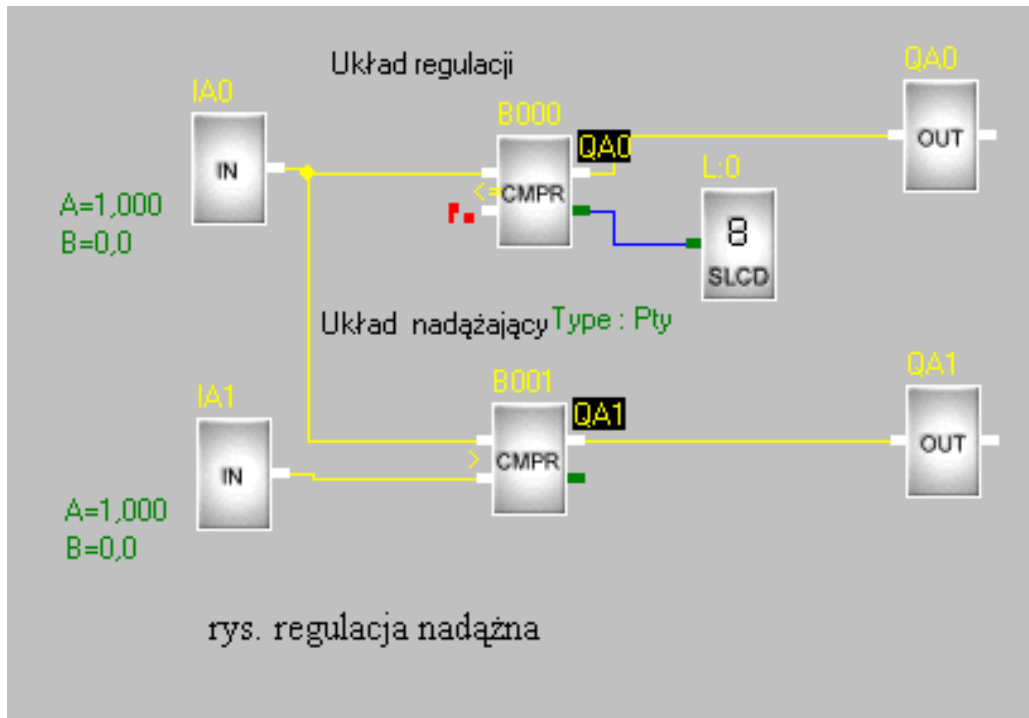 Układ regulacji
QA0
IA0
B000
QA0
OUT
IN
L:0
<=
CMPR
A=1,000
8
B=0,0
SLCD
Układ nadążający
Type : Pty
B001
QA1
IA1
QA1
OUT
>
CMPR
IN
A=1,000
B=0,0
rys. regulacja nadążna